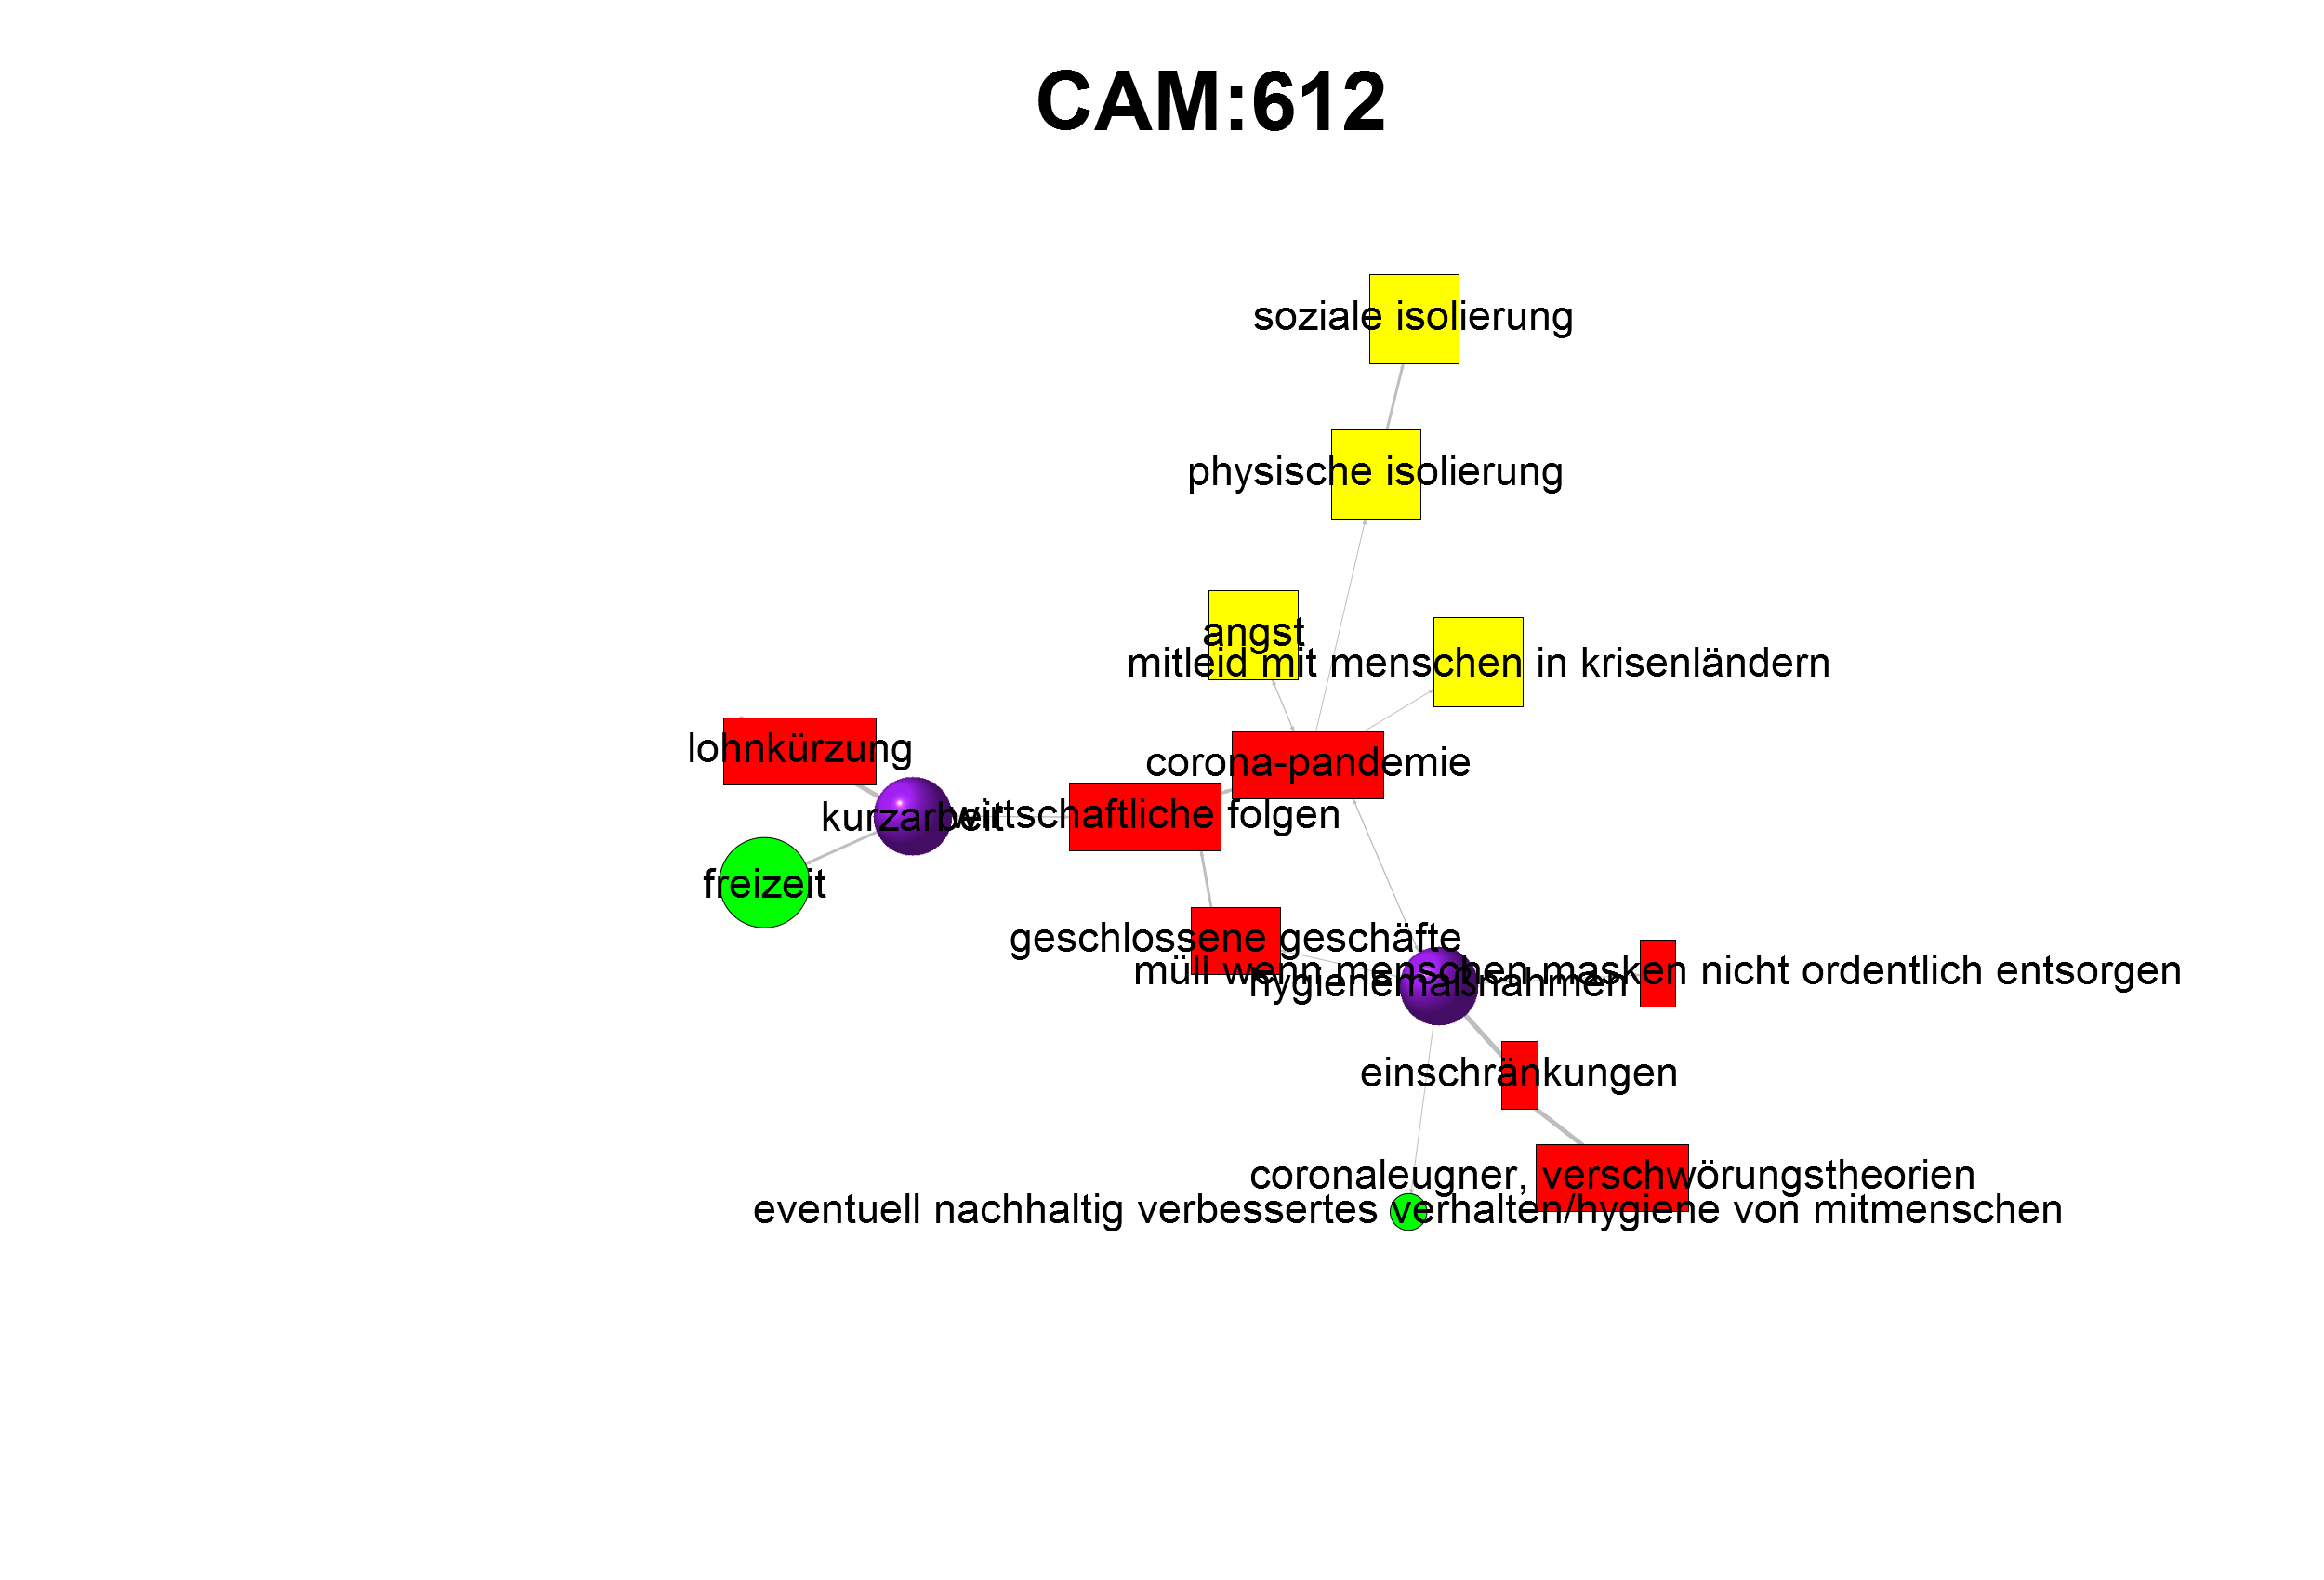 CAM:612
soziale isolierung
physische isolierung
angst
mitleid mit menschen in krisenländern
lohnkürzung
corona-pandemie
kurzarbeit
wirtschaftliche folgen
freizeit
geschlossene geschäfte
müll wenn menschen masken nicht ordentlich entsorgen
hygienemaßnahmen
einschränkungen
coronaleugner, verschwörungstheorien
eventuell nachhaltig verbessertes verhalten/hygiene von mitmenschen